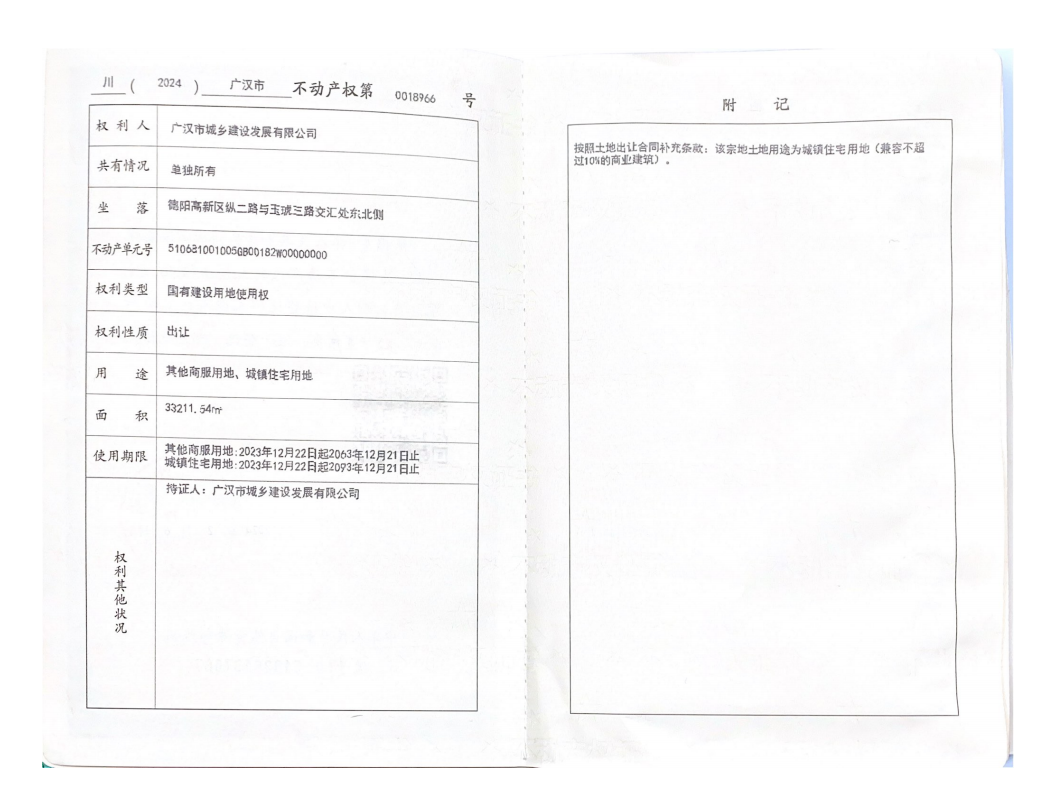 川 ( 2024 ) 广汉市 不动产权第 0018966 号
权利人 广汉市城乡建设发展有限公司
共有情况 单独所有
坐落 德阳高新区纵二路与玉琥三路交汇处东北侧
不动产单元号 510681001005GB00182W00000000
权利类型 国有建设用地使用权
权利性质 出让
用途 其他商服用地、城镇住宅用地
面积 33211.54㎡
使用期限 其他商服用地:2023年12月22日起2063年12月21日止
城镇住宅用地:2023年12月22日起2093年12月21日止
持证人：广汉市城乡建设发展有限公司
权利其他状况
附记
按照土地出让合同补充条款：该宗地土地用途为城镇住宅用地（兼容不超
过10%的商业建筑）。